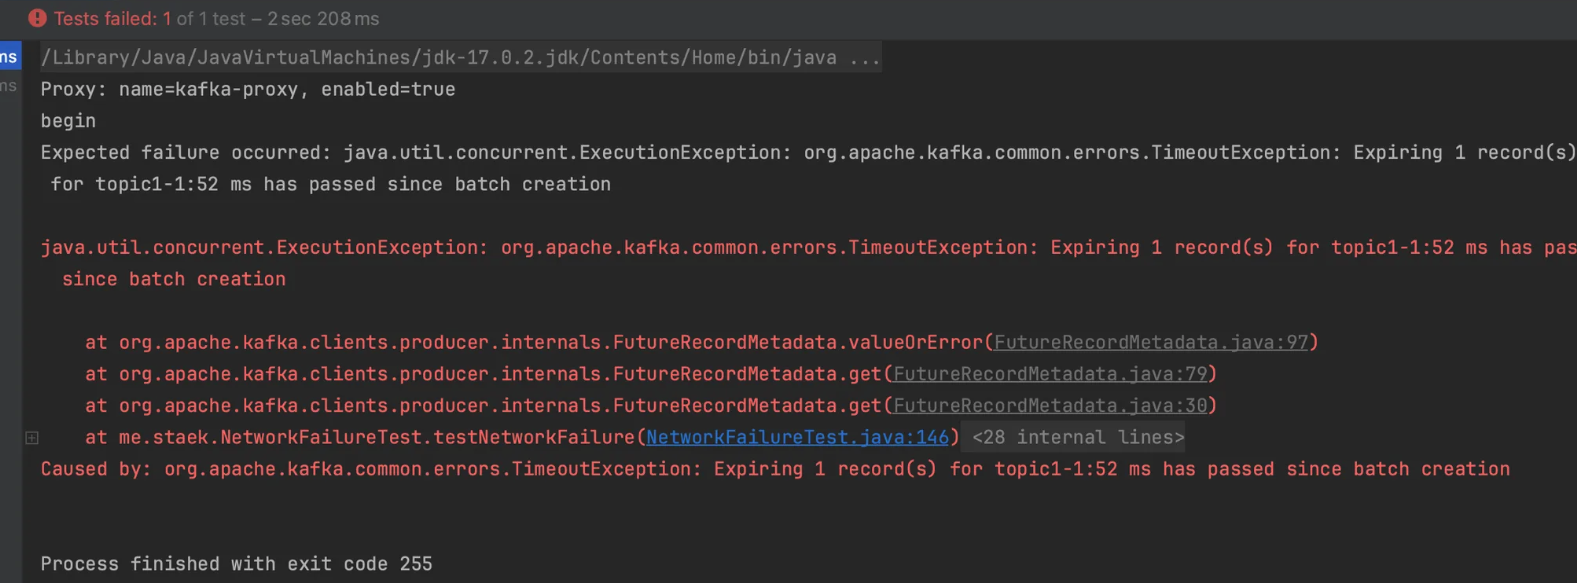 Tests failed: 1 of 1 test – 2 sec 208 ms
ms
/Library/Java/JavaVirtualMachines/jdk-17.0.2.jdk/Contents/Home/bin/java ...
ms
Proxy: name=kafka-proxy, enabled=true
begin
Expected failure occurred: java.util.concurrent.ExecutionException: org.apache.kafka.common.errors.TimeoutException: Expiring 1 record(s)
for topic1-1:52 ms has passed since batch creation
java.util.concurrent.ExecutionException: org.apache.kafka.common.errors.TimeoutException: Expiring 1 record(s) for topic1-1:52 ms has pas
since batch creation
at org.apache.kafka.clients.producer.internals.FutureRecordMetadata.valueOrError(FutureRecordMetadata.java:97)
at org.apache.kafka.clients.producer.internals.FutureRecordMetadata.get(FutureRecordMetadata.java:79)
at org.apache.kafka.clients.producer.internals.FutureRecordMetadata.get(FutureRecordMetadata.java:30)
at me.staek.NetworkFailureTest.testNetworkFailure(NetworkFailureTest.java:146) <28 internal lines>
Caused by: org.apache.kafka.common.errors.TimeoutException: Expiring 1 record(s) for topic1-1:52 ms has passed since batch creation
Process finished with exit code 255